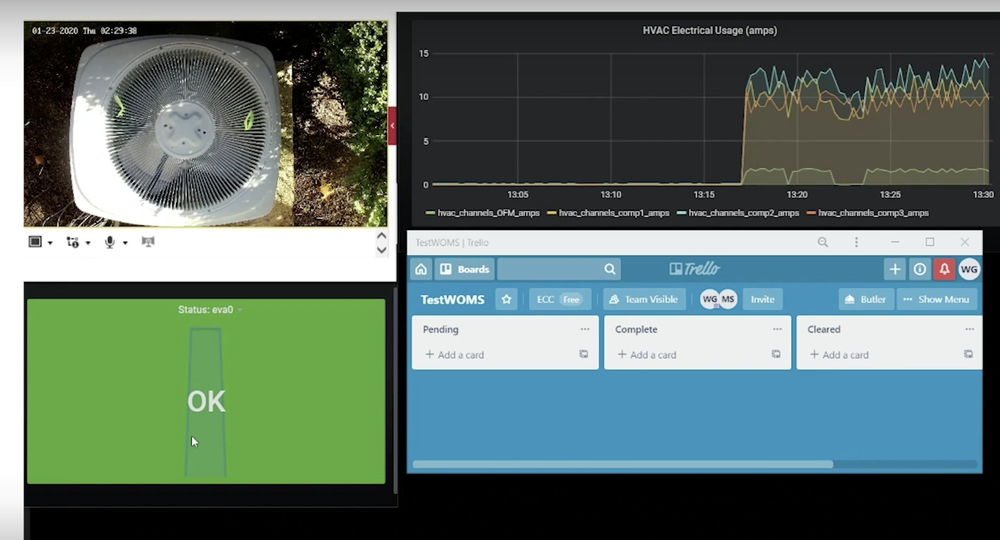 01-23-2020 Thu 02:29:38
HVAC Electrical Usage (amps)
15
10
5
0
13:05 13:10 13:15 13:20 13:25 13:30
hvac_channels_OFM_amps hvac_channels_comp1_amps hvac_channels_comp2_amps hvac_channels_comp3_amps
TestWOMS | Trello
Boards Trello WG
TestWOMS ECC Free Team Visible WG MS Invite Butler Show Menu
Pending Complete Cleared
+ Add a card + Add a card + Add a card
Status: eva0
OK